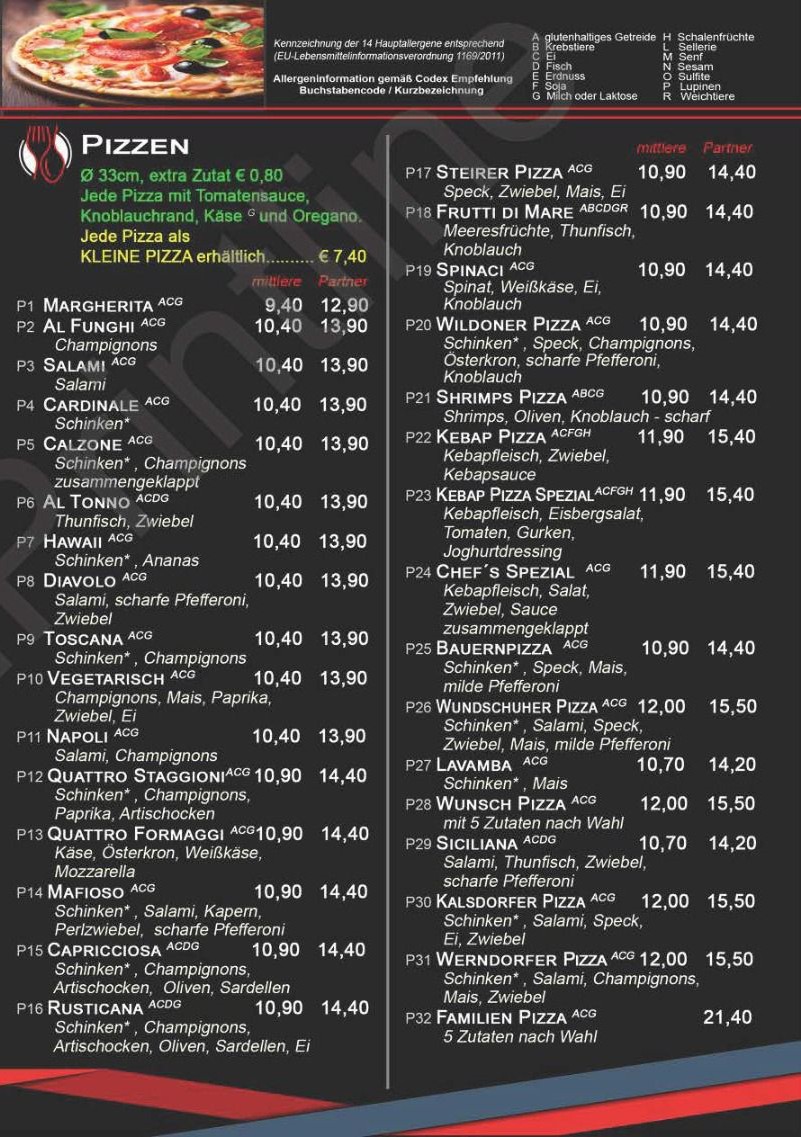 Kennzeichnung der 14 Hauptallergene entsprechend
(EU-Lebensmittelinformationsverordnung 1169/2011)
Allergeninformation gemäß Codex Empfehlung
Buchstabencode / Kurzbezeichnung
A glutenhaltiges Getreide
B Krebstiere
C Ei
D Fisch
E Erdnuss
F Soja
G Milch oder Laktose
H Schalenfrüchte
L Sellerie
M Senf
N Sesam
O Sulfite
P Lupinen
R Weichtiere
PIZZEN
Ø 33cm, extra Zutat € 0,80
Jede Pizza mit Tomatensauce,
Knoblauchrand, Käse G und Oregano.
Jede Pizza als
KLEINE PIZZA erhältlich.......... € 7,40
mittlere Partner
P1 MARGHERITA ACG 9,40 12,90
P2 AL FUNGHI ACG 10,40 13,90
Champignons
P3 SALAMI ACG 10,40 13,90
Salami
P4 CARDINALE ACG 10,40 13,90
Schinken*
P5 CALZONE ACG 10,40 13,90
Schinken* , Champignons
zusammengeklappt
P6 AL TONNO ACDG 10,40 13,90
Thunfisch, Zwiebel
P7 HAWAII ACG 10,40 13,90
Schinken* , Ananas
P8 DIAVOLO ACG 10,40 13,90
Salami, scharfe Pfefferoni,
Zwiebel
P9 TOSCANA ACG 10,40 13,90
Schinken* , Champignons
P10 VEGETARISCH ACG 10,40 13,90
Champignons, Mais, Paprika,
Zwiebel, Ei
P11 NAPOLI ACG 10,40 13,90
Salami, Champignons
P12 QUATTRO STAGGIONI ACG 10,90 14,40
Schinken* , Champignons,
Paprika, Artischocken
P13 QUATTRO FORMAGGI ACG 10,90 14,40
Käse, Österkron, Weißkäse,
Mozzarella
P14 MAFIOSO ACG 10,90 14,40
Schinken* , Salami, Kapern,
Perlzwiebel, scharfe Pfefferoni
P15 CAPRICCIOSA ACDG 10,90 14,40
Schinken* , Champignons,
Artischocken, Oliven, Sardellen
P16 RUSTICANA ACDG 10,90 14,40
Schinken* , Champignons,
Artischocken, Oliven, Sardellen, Ei
mittlere Partner
P17 STEIRER PIZZA ACG 10,90 14,40
Speck, Zwiebel, Mais, Ei
P18 FRUTTI DI MARE ABCDGR 10,90 14,40
Meeresfrüchte, Thunfisch,
Knoblauch
P19 SPINACI ACG 10,90 14,40
Spinat, Weißkäse, Ei,
Knoblauch
P20 WILDONER PIZZA ACG 10,90 14,40
Schinken* , Speck, Champignons,
Österkron, scharfe Pfefferoni,
Knoblauch
P21 SHRIMPS PIZZA ABCG 10,90 14,40
Shrimps, Oliven, Knoblauch - scharf
P22 KEBAP PIZZA ACFGH 11,90 15,40
Kebapfleisch, Zwiebel,
Kebapsauce
P23 KEBAP PIZZA SPEZIAL ACFGH 11,90 15,40
Kebapfleisch, Eisbergsalat,
Tomaten, Gurken,
Joghurtdressing
P24 CHEF´S SPEZIAL ACG 11,90 15,40
Kebapfleisch, Salat,
Zwiebel, Sauce
zusammengeklappt
P25 BAUERNPIZZA ACG 10,90 14,40
Schinken* , Speck, Mais,
milde Pfefferoni
P26 WUNDSCHUHER PIZZA ACG 12,00 15,50
Schinken* , Salami, Speck,
Zwiebel, Mais, milde Pfefferoni
P27 LAVAMBA ACG 10,70 14,20
Schinken* , Mais
P28 WUNSCH PIZZA ACG 12,00 15,50
mit 5 Zutaten nach Wahl
P29 SICILIANA ACDG 10,70 14,20
Salami, Thunfisch, Zwiebel,
scharfe Pfefferoni
P30 KALSDORFER PIZZA ACG 12,00 15,50
Schinken* , Salami, Speck,
Ei, Zwiebel
P31 WERNDORFER PIZZA ACG 12,00 15,50
Schinken* , Salami, Champignons,
Mais, Zwiebel
P32 FAMILIEN PIZZA ACG 21,40
5 Zutaten nach Wahl